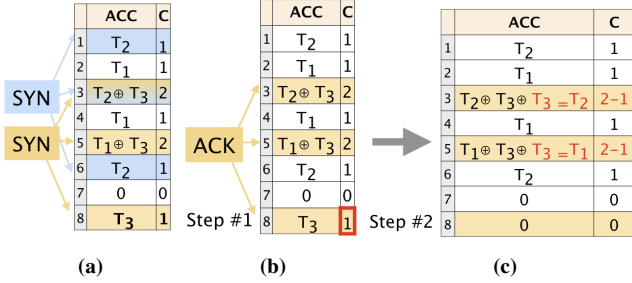 ACC C
1 T2 1
2 T1 1
3 T2⊕ T3 2
4 T1 1
5 T1⊕ T3 2
6 T2 1
7 0 0
8 T3 1
SYN
SYN
(a)
ACC C
1 T2 1
2 T1 1
3 T2⊕ T3 2
4 T1 1
5 T1⊕ T3 2
6 T2 1
7 0 0
8 T3 1
ACK
Step #1
(b)
Step #2
ACC C
1 T2 1
2 T1 1
3 T2⊕ T3⊕ T3 =T2 2-1
4 T1 1
5 T1⊕ T3⊕ T3 =T1 2-1
6 T2 1
7 0 0
8 0 0
(c)